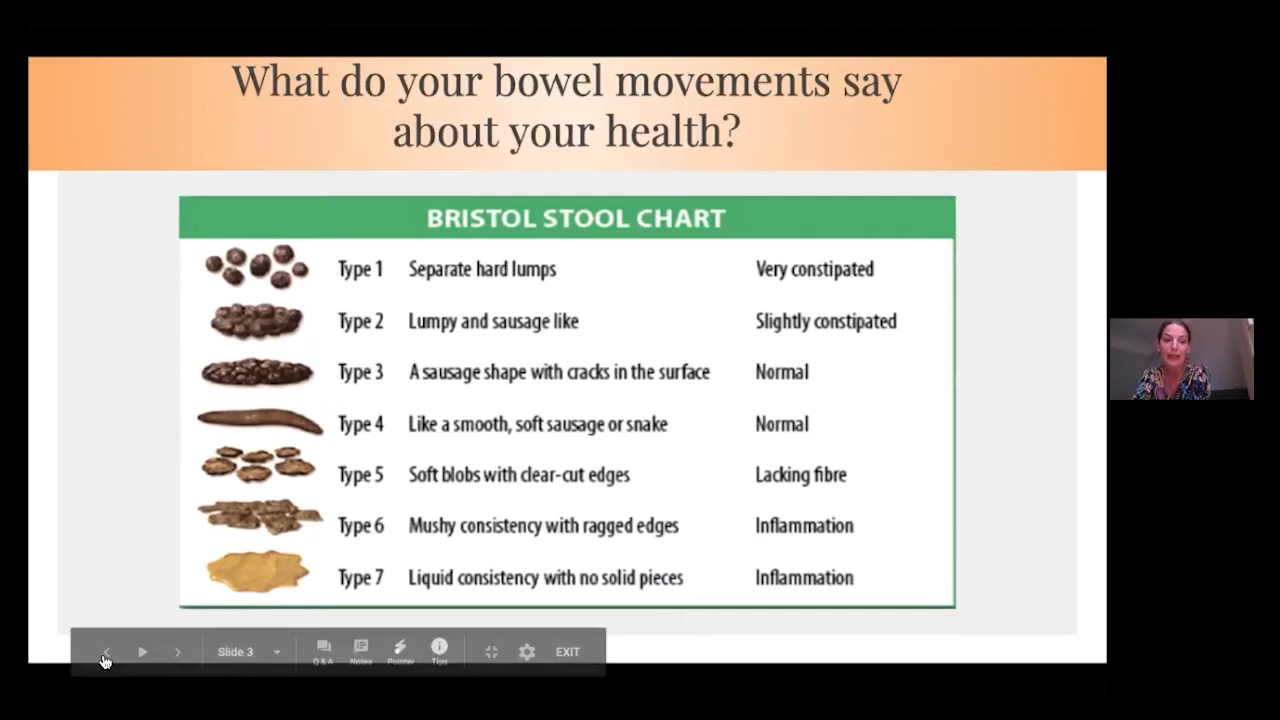 What do your bowel movements say
about your health?
BRISTOL STOOL CHART
Type 1 Separate hard lumps Very constipated
Type 2 Lumpy and sausage like Slightly constipated
Type 3 A sausage shape with cracks in the surface Normal
Type 4 Like a smooth, soft sausage or snake Normal
Type 5 Soft blobs with clear-cut edges Lacking fibre
Type 6 Mushy consistency with ragged edges Inflammation
Type 7 Liquid consistency with no solid pieces Inflammation
Slide 3 Q & A Notes Pointer Tips EXIT